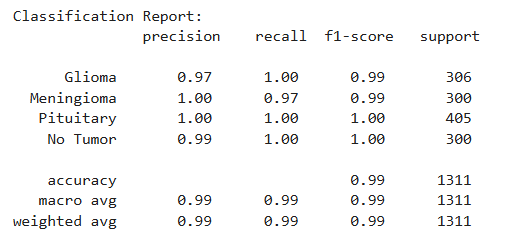 Classification Report:
precision recall f1-score support
Glioma 0.97 1.00 0.99 306
Meningioma 1.00 0.97 0.99 300
Pituitary 1.00 1.00 1.00 405
No Tumor 0.99 1.00 1.00 300
accuracy 0.99 1311
macro avg 0.99 0.99 0.99 1311
weighted avg 0.99 0.99 0.99 1311